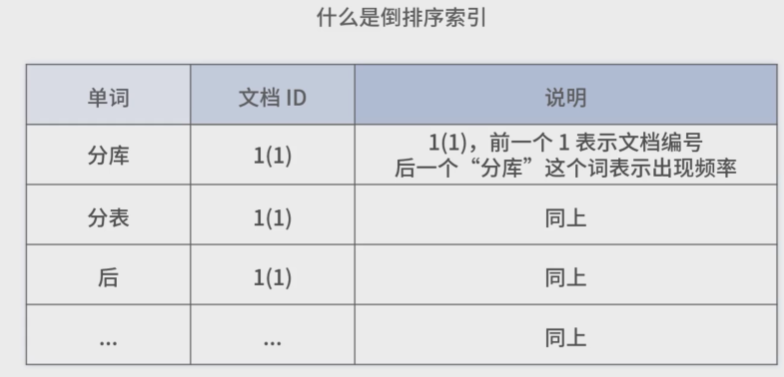 什么是倒排序索引
单词 文档 ID 说明
分库 1(1) 1(1)，前一个 1 表示文档编号
后一个“分库”这个词表示出现频率
分表 1(1) 同上
后 1(1) 同上
... ... 同上